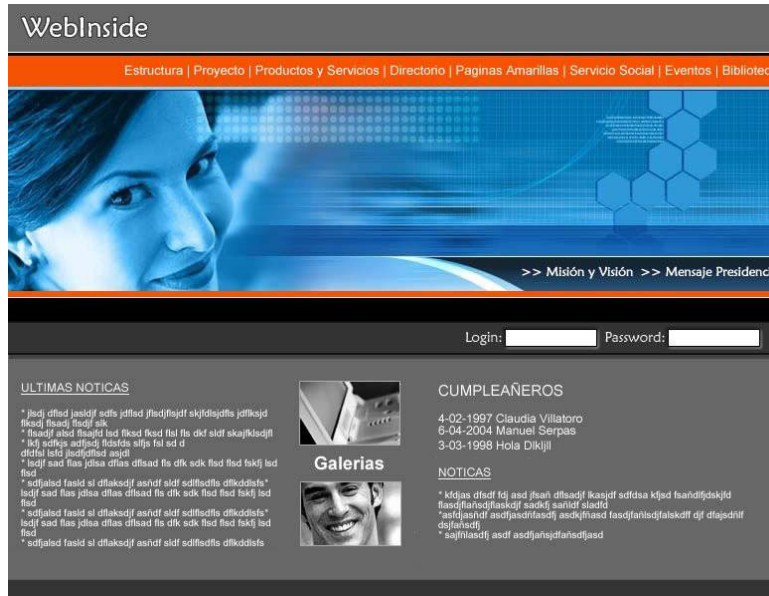 WebInside
Estructura | Proyecto | Productos y Servicios | Directorio | Paginas Amarillas | Servicio Social | Eventos | Bibliotec
>> Misión y Visión >> Mensaje Presidenc
Login: Password:
ULTIMAS NOTICAS
* jlsdj dflsd jasldjf sdfs jdflsd jflsdjflsjdf skjfdlsjdfls jdflksjd
flksdj flsadj flsdjf slk
* flsadjf alsd flsajfd lsd flksd fksd flsl fls dkf sldf skajfklsdjfl
* lkfj sdfkjs adfjsdj fldsfds slfjs fsl sd d
dfdfsl lsfd jlsdfjdflsd asjdl
* lsdjf sad flas jdlsa dflas dflsad fls dfk sdk flsd flsd fskfj lsd
flsd
* sdfjalsd fasld sl dflaksdjf asñdf sldf sdlflsdfls dflkddlsfs*
lsdjf sad flas jdlsa dflas dflsad fls dfk sdk flsd flsd fskfj lsd
flsd
* sdfjalsd fasld sl dflaksdjf asñdf sldf sdlflsdfls dflkddlsfs*
lsdjf sad flas jdlsa dflas dflsad fls dfk sdk flsd flsd fskfj lsd
flsd
* sdfjalsd fasld sl dflaksdjf asñdf sldf sdlflsdfls dflkddlsfs
Galerias
CUMPLEAÑEROS
4-02-1997 Claudia Villatoro
6-04-2004 Manuel Serpas
3-03-1998 Hola Dlkljll
NOTICAS
* kfdjas dfsdf fdj asd jfsañ dflsadjf lkasjdf sdfdsa kfjsd fsañdlfjdskjfd
flasdjflañsdjflaskdjf sadkfj sañldf sladfd
*asfdjasñdf asdfjasdñfasdfj asdkjfñasd fasdjfañlsdjfalskdff djf dfajsdñlf
dsjfañsdfj
* sajfñlasdfj asdf asdfjañsjdfañsdfjasd